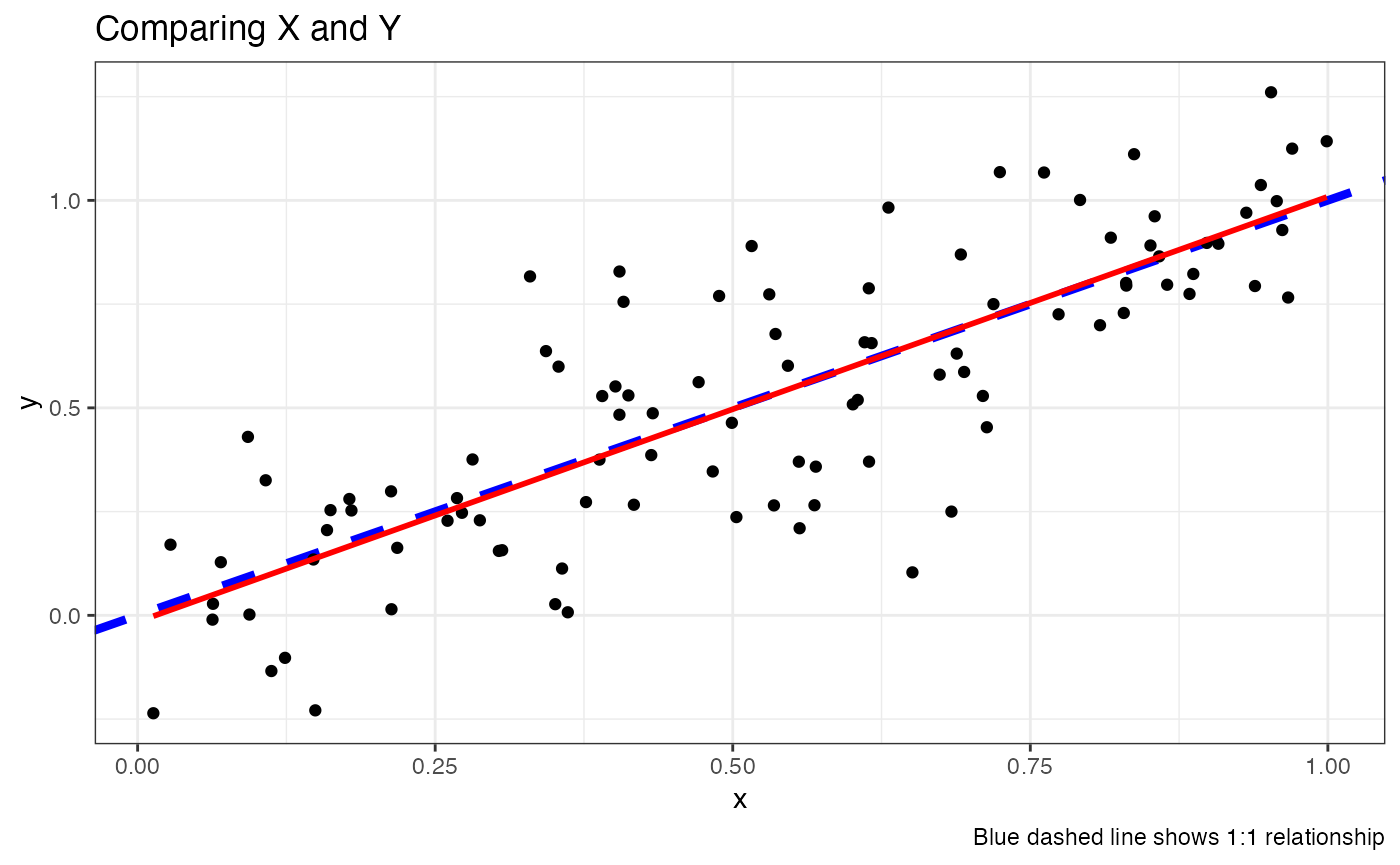 Comparing X and Y
1.0
0.5
0.0
y
0.00 0.25 0.50 0.75 1.00
x
Blue dashed line shows 1:1 relationship